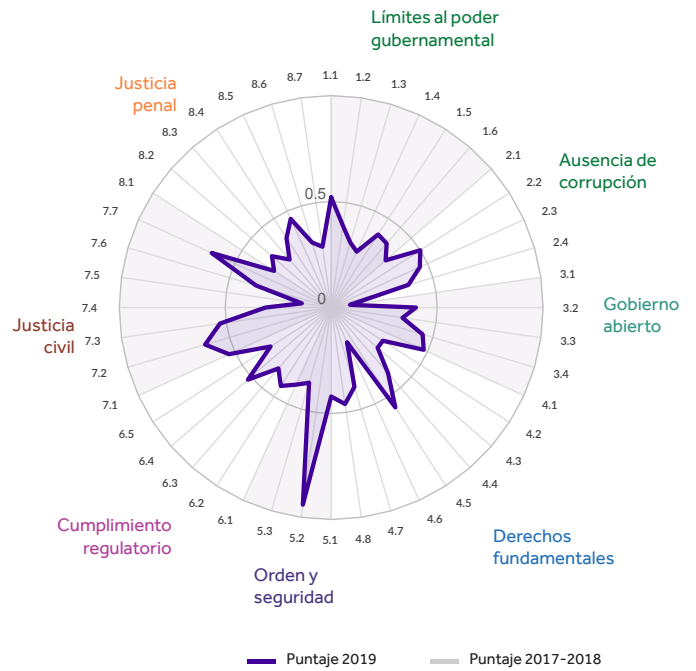 Límites al poder
gubernamental
Ausencia de
corrupción
Gobierno
abierto
Derechos
fundamentales
Orden y
seguridad
Cumplimiento
regulatorio
Justicia
civil
Justicia
penal
1.1
1.2
1.3
1.4
1.5
1.6
2.1
2.2
2.3
2.4
3.1
3.2
3.3
3.4
4.1
4.2
4.3
4.4
4.5
4.6
4.7
4.8
5.1
5.2
5.3
6.1
6.2
6.3
6.4
6.5
7.1
7.2
7.3
7.4
7.5
7.6
7.7
8.1
8.2
8.3
8.4
8.5
8.6
8.7
0.5
0
Puntaje 2019
Puntaje 2017-2018